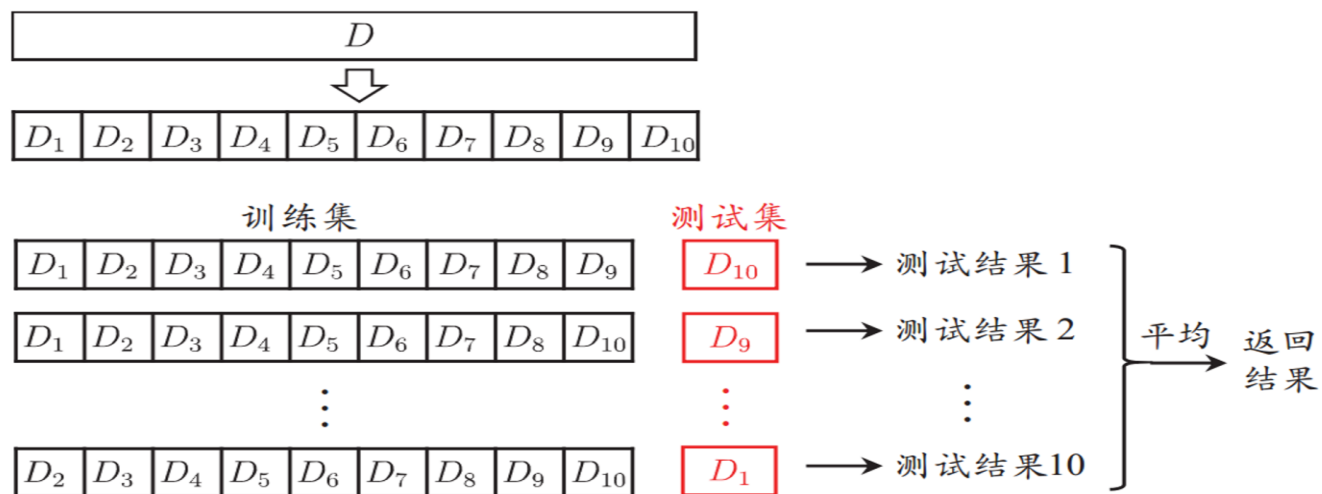 D
D₁ D₂ D₃ D₄ D₅ D₆ D₇ D₈ D₉ D₁₀
训练集 测试集
D₁ D₂ D₃ D₄ D₅ D₆ D₇ D₈ D₉ D₁₀ 测试结果 1
D₁ D₂ D₃ D₄ D₅ D₆ D₇ D₈ D₁₀ D₉ 测试结果 2
平均 返回
结果
⋮ ⋮ ⋮
D₂ D₃ D₄ D₅ D₆ D₇ D₈ D₉ D₁₀ D₁ 测试结果10